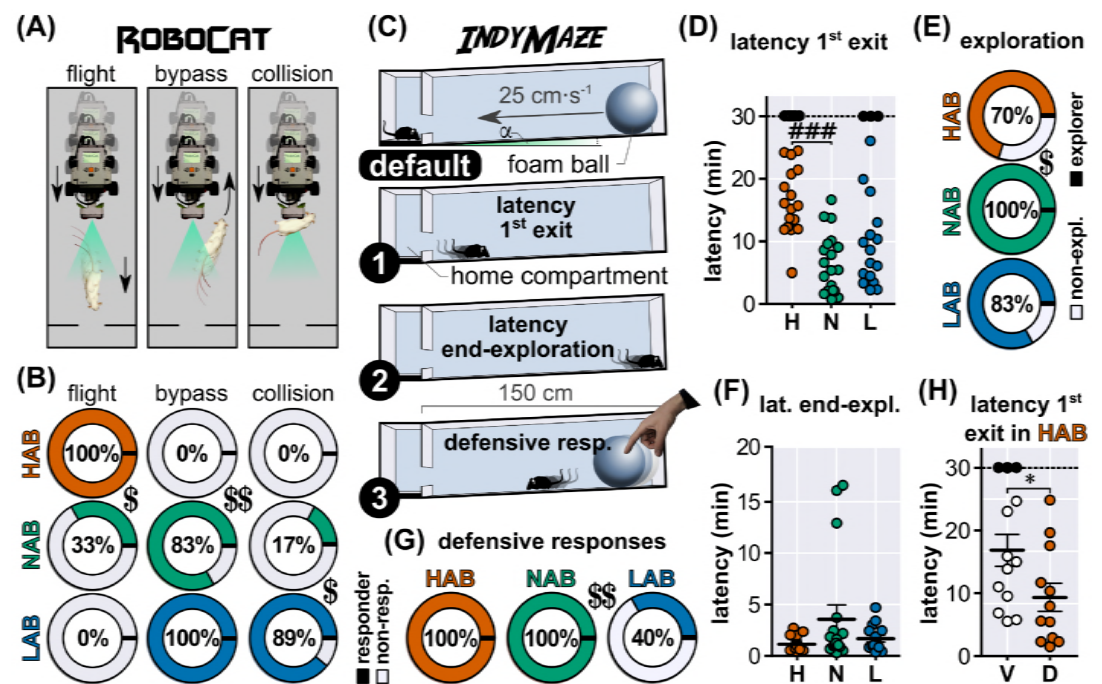 (A) ROBOCAT
flight bypass collision
(B)
flight bypass collision
HAB 100% 0% 0%
$ $$
NAB 33% 83% 17%
$
LAB 0% 100% 89%
(C) INDYMAZE
25 cm·s⁻¹
α
default foam ball
latency
1st exit
1 home compartment
latency
end-exploration
2
150 cm
defensive resp.
3
(D) latency 1st exit
latency (min)
30
20
10
0
###
H N L
(E) exploration
HAB 70%
$
NAB 100%
LAB 83%
non-expl. explorer
(F) lat. end-expl.
latency (min)
20
15
10
5
0
H N L
(G) defensive responses
HAB NAB LAB
$$
100% 100% 40%
responder
non-resp.
(H) latency 1st
exit in HAB
latency (min)
30
20
10
0
*
V D